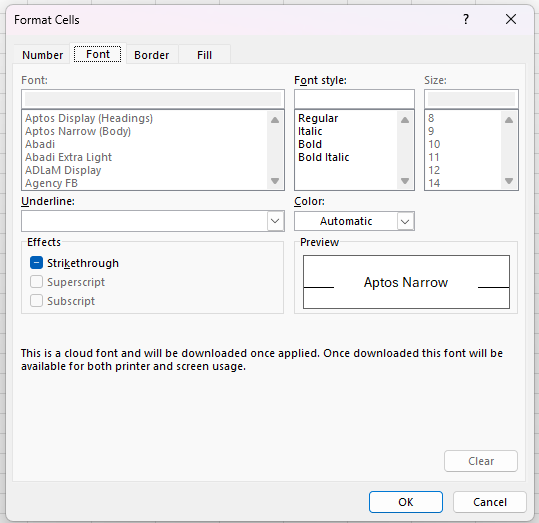 Format Cells
?
Number Font Border Fill
Font: Font style: Size:
Aptos Display (Headings) Regular 8
Aptos Narrow (Body) Italic 9
Abadi Bold 10
Abadi Extra Light Bold Italic 11
ADLaM Display 12
Agency FB 14
Underline: Color:
Automatic
Effects Preview
Strikethrough
Superscript
Subscript
Aptos Narrow
This is a cloud font and will be downloaded once applied. Once downloaded this font will be
available for both printer and screen usage.
Clear
OK Cancel